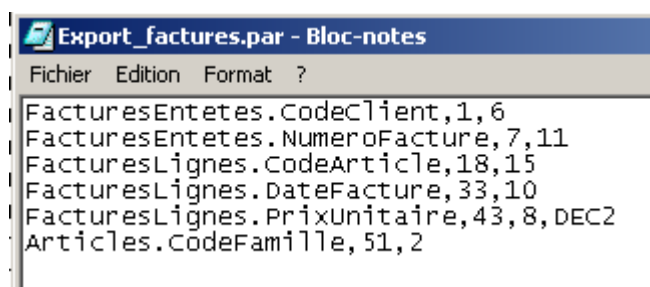 Export_factures.par - Bloc-notes
Fichier Edition Format ?
FacturesEntetes.CodeClient,1,6
FacturesEntetes.NumeroFacture,7,11
FacturesLignes.CodeArticle,18,15
FacturesLignes.DateFacture,33,10
FacturesLignes.PrixUnitaire,43,8,DEC2
Articles.CodeFamille,51,2